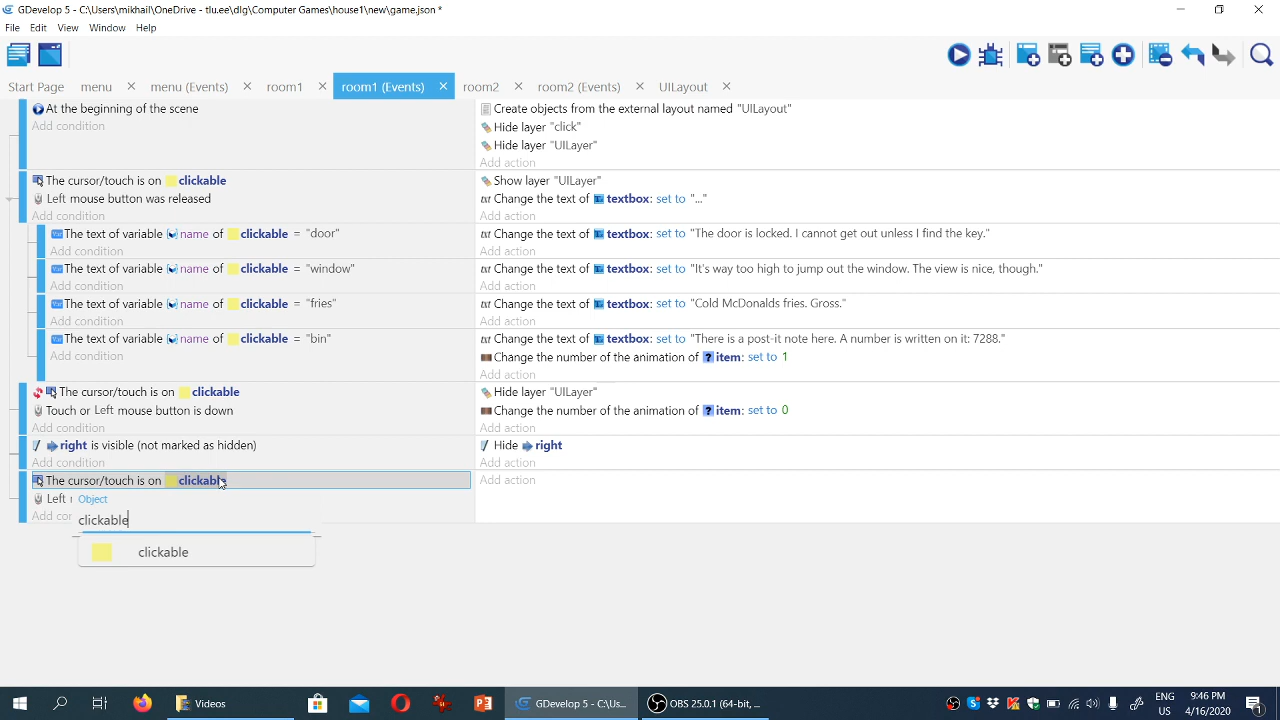 GDevelop 5 - C:\Users\mikhail\OneDrive - tlu.ee\dlg\Computer Games\house1\new\game.json *
File Edit View Window Help
Start Page menu menu (Events) room1 room1 (Events) room2 room2 (Events) UILayout
At the beginning of the scene
Create objects from the external layout named "UILayout"
Add condition
Hide layer "click"
Hide layer "UILayer"
Add action
The cursor/touch is on clickable
Show layer "UILayer"
Left mouse button was released
Change the text of textbox: set to "..."
Add condition
Add action
The text of variable name of clickable = "door"
Change the text of textbox: set to "The door is locked. I cannot get out unless I find the key."
Add condition
Add action
The text of variable name of clickable = "window"
Change the text of textbox: set to "It's way too high to jump out the window. The view is nice, though."
Add condition
Add action
The text of variable name of clickable = "fries"
Change the text of textbox: set to "Cold McDonalds fries. Gross."
Add condition
Add action
The text of variable name of clickable = "bin"
Change the text of textbox: set to "There is a post-it note here. A number is written on it: 7288."
Add condition
Change the number of the animation of item: set to 1
Add action
The cursor/touch is on clickable
Hide layer "UILayer"
Touch or Left mouse button is down
Change the number of the animation of item: set to 0
Add condition
Add action
right is visible (not marked as hidden)
Hide right
Add condition
Add action
The cursor/touch is on clickable
Add action
Left
Object
Add
clickable
clickable
Videos
GDevelop 5 - C:\Us...
OBS 25.0.1 (64-bit, ...
ENG
US
9:46 PM
4/16/2020